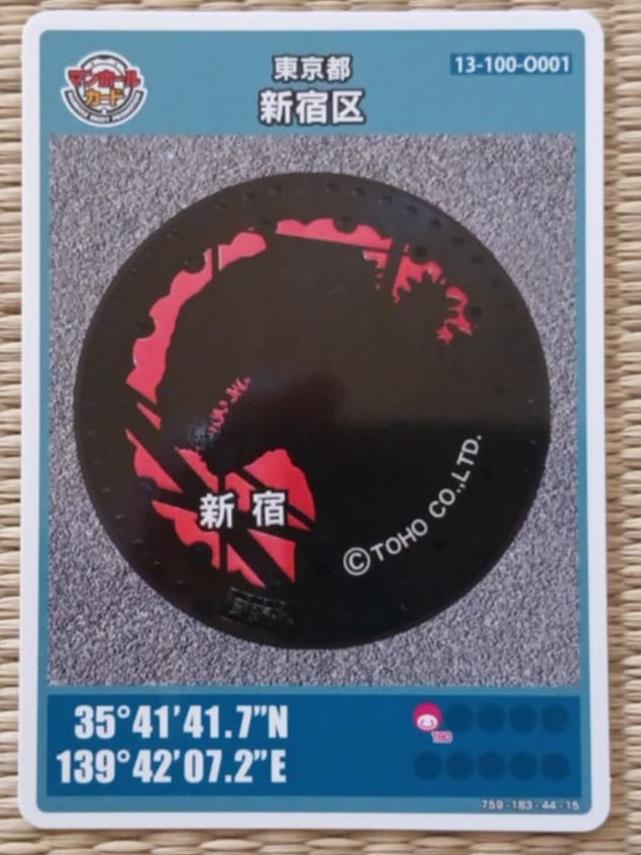 マンホール
カード
東京都
新宿区
13-100-O001
新宿
©TOHO CO.,LTD.
35°41'41.7"N
139°42'07.2"E
759-183-44-15